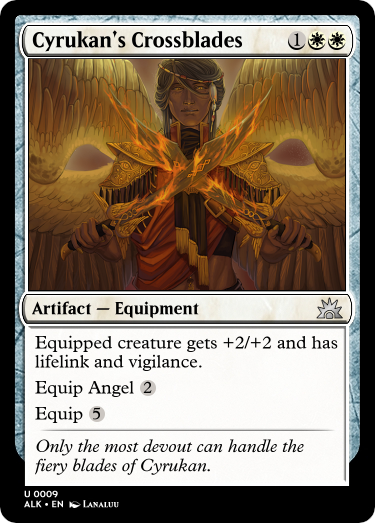 Cyrukan's Crossblades 1
Artifact — Equipment
Equipped creature gets +2/+2 and has
lifelink and vigilance.
Equip Angel 2
Equip 5
Only the most devout can handle the
fiery blades of Cyrukan.
U 0009
ALK • EN Lanaluu